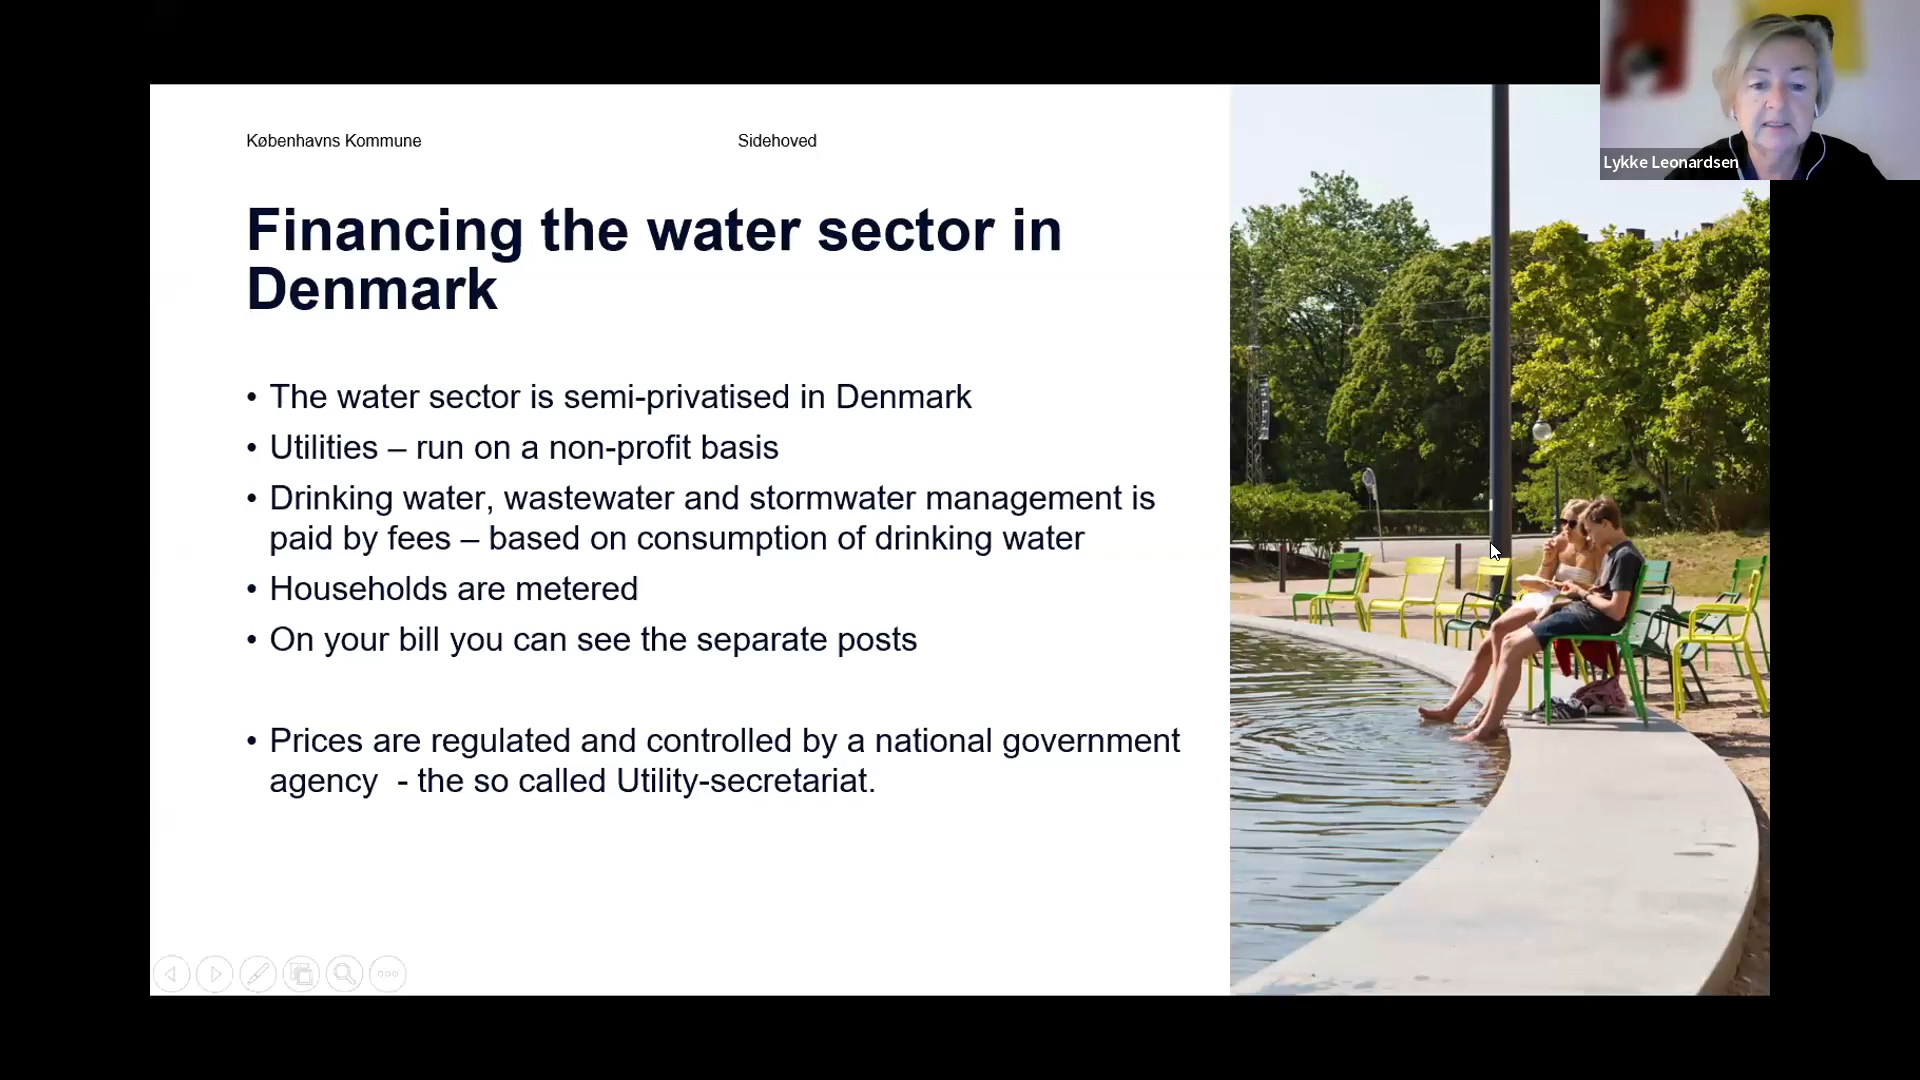 Københavns Kommune
Sidehoved
Lykke Leonardsen
Financing the water sector in
Denmark
• The water sector is semi-privatised in Denmark
• Utilities – run on a non-profit basis
• Drinking water, wastewater and stormwater management is
paid by fees – based on consumption of drinking water
• Households are metered
• On your bill you can see the separate posts
• Prices are regulated and controlled by a national government
agency - the so called Utility-secretariat.